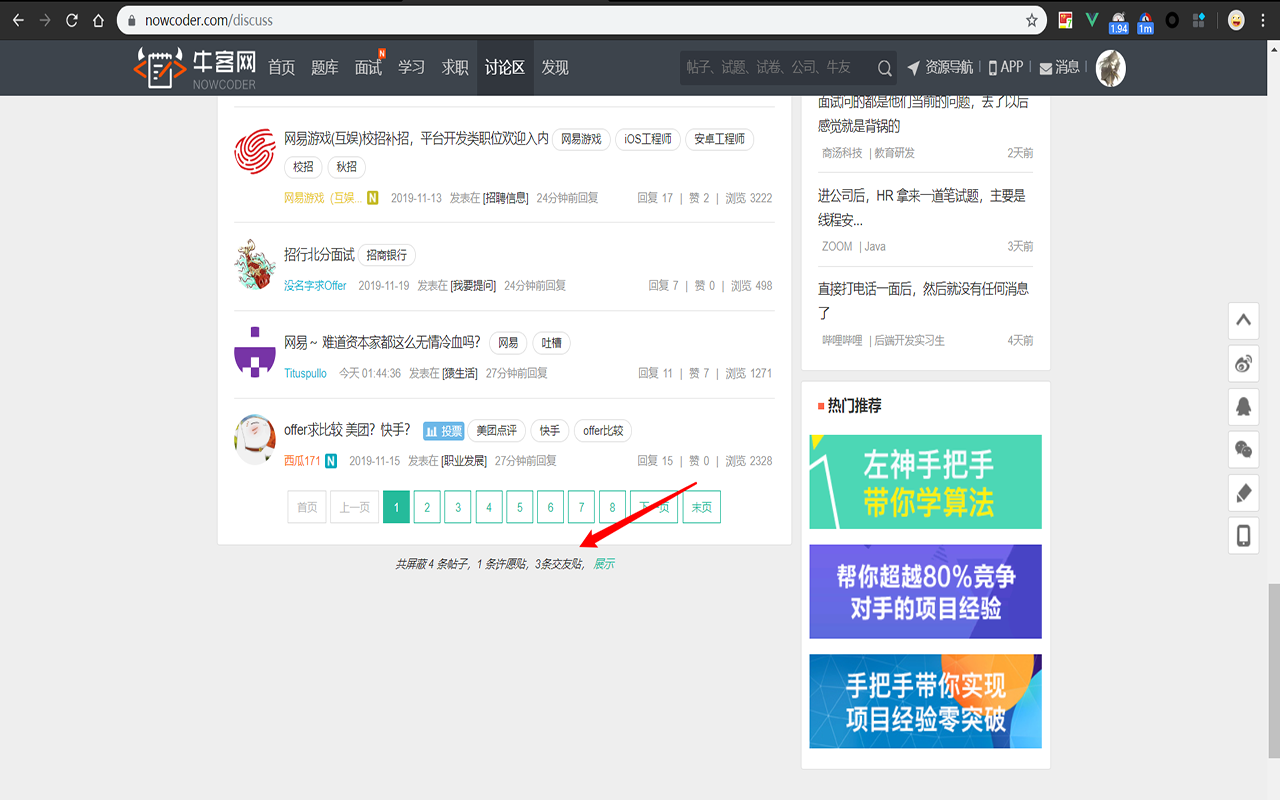 nowcoder.com/discuss
1.94
1m
牛客网
NOWCODER
首页 题库 面试 N 学习 求职 讨论区 发现
帖子、试题、试卷、公司、牛友
资源导航 | APP | 消息 |
网易游戏(互娱)校招补招，平台开发类职位欢迎入内 网易游戏 iOS工程师 安卓工程师
校招 秋招
网易游戏（互娱... N 2019-11-13 发表在 [招聘信息] 24分钟前回复 回复 17 | 赞 2 | 浏览 3222
招行北分面试 招商银行
没名字求Offer 2019-11-19 发表在 [我要提问] 24分钟前回复 回复 7 | 赞 0 | 浏览 498
网易 ~ 难道资本家都这么无情冷血吗? 网易 吐槽
Tituspullo 今天 01:44:36 发表在 [猿生活] 27分钟前回复 回复 11 | 赞 7 | 浏览 1271
offer求比较 美团？快手？ 投票 美团点评 快手 offer比较
西瓜171 N 2019-11-15 发表在 [职业发展] 27分钟前回复 回复 15 | 赞 0 | 浏览 2328
首页 上一页 1 2 3 4 5 6 7 8 下一页 末页
共屏蔽 4 条帖子，1 条许愿贴，3条交友贴， 展示
面试问的都是他们当前的问题，去了以后
感觉就是背锅的
商汤科技 | 教育研发 2天前
进公司后，HR 拿来一道笔试题，主要是
线程安...
ZOOM | Java 3天前
直接打电话一面后，然后就没有任何消息
了
哔哩哔哩 | 后端开发实习生 4天前
热门推荐
左神手把手
带你学算法
帮你超越80%竞争
对手的项目经验
手把手带你实现
项目经验零突破